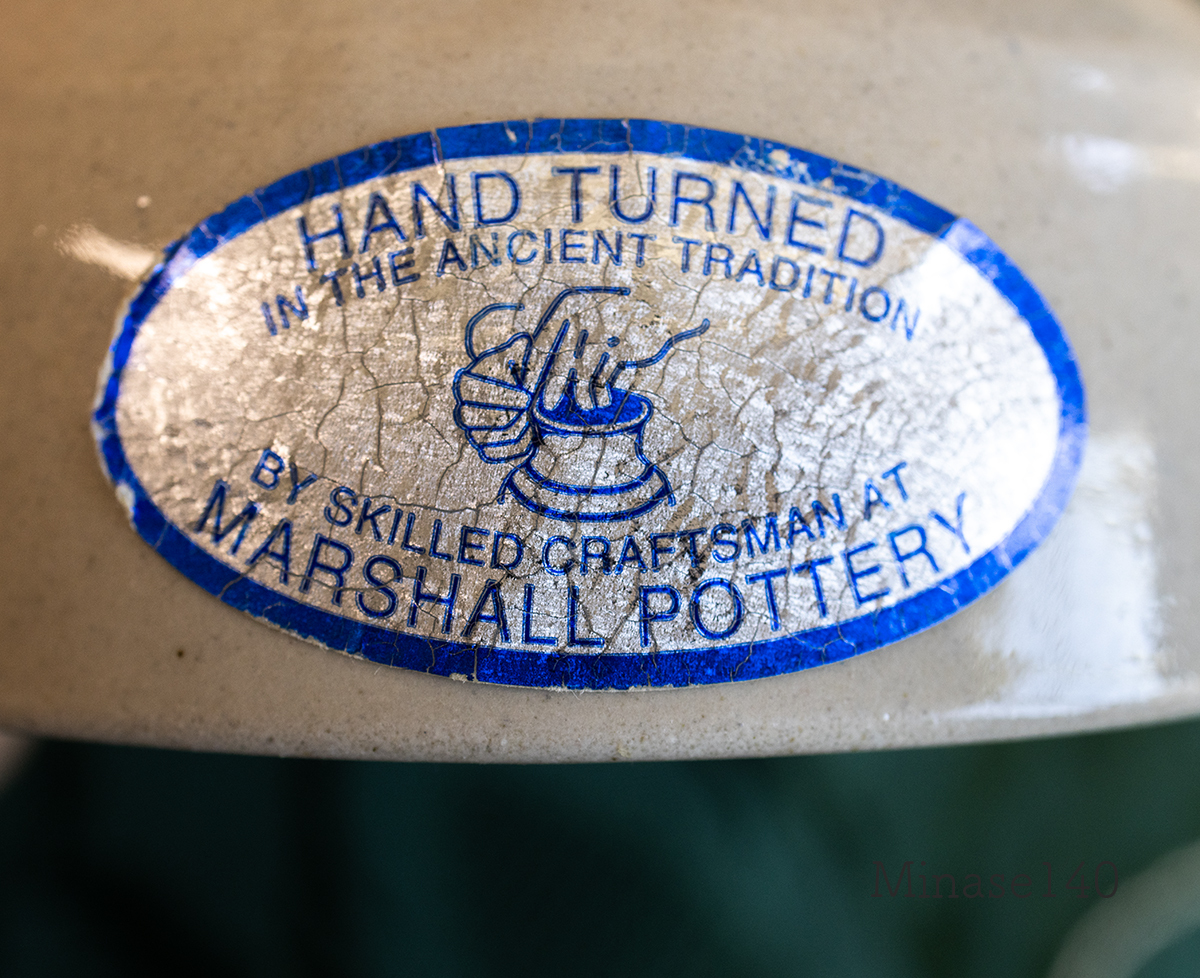 HAND TURNED
IN THE ANCIENT TRADITION
BY SKILLED CRAFTSMAN AT
MARSHALL POTTERY
Minase140